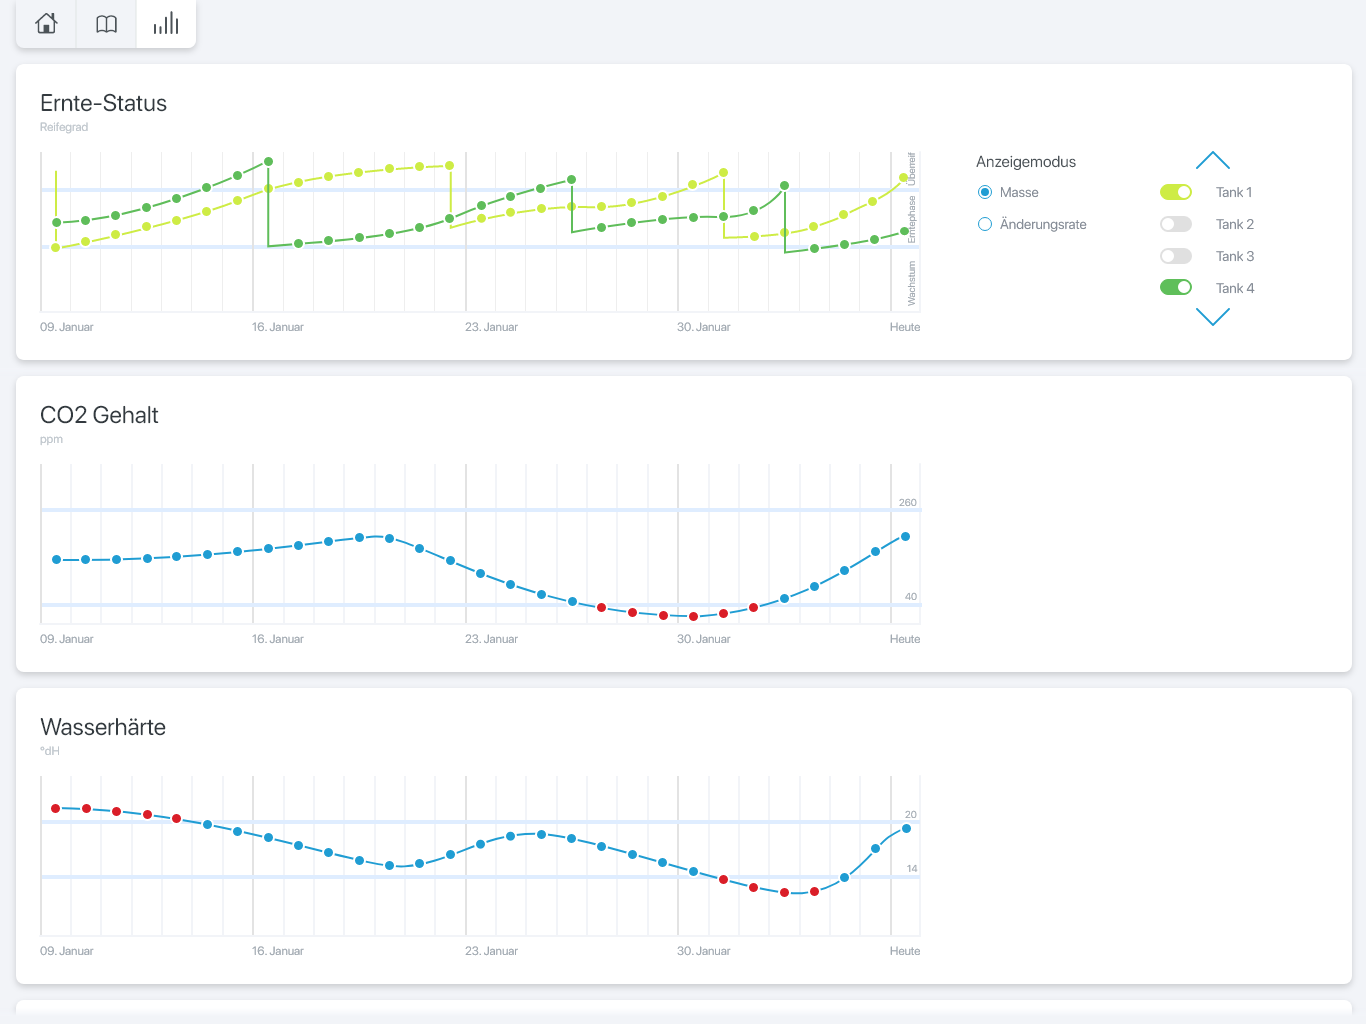 Ernte-Status
Reifegrad
Überreif
Erntephase
Wachstum
09. Januar
16. Januar
23. Januar
30. Januar
Heute
Anzeigemodus
Masse
Änderungsrate
Tank 1
Tank 2
Tank 3
Tank 4
CO2 Gehalt
ppm
260
40
09. Januar
16. Januar
23. Januar
30. Januar
Heute
Wasserhärte
°dH
20
14
09. Januar
16. Januar
23. Januar
30. Januar
Heute